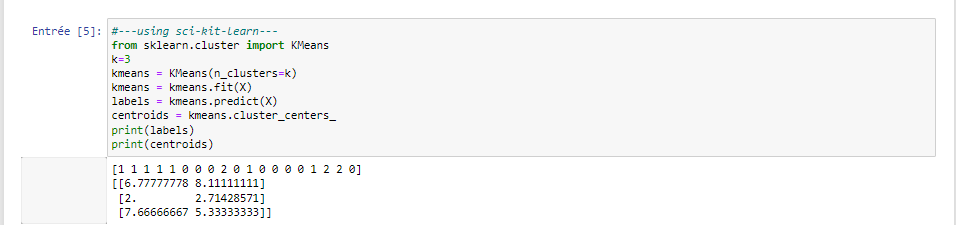 Entrée [5]: #---using sci-kit-learn---
from sklearn.cluster import KMeans
k=3
kmeans = KMeans(n_clusters=k)
kmeans = kmeans.fit(X)
labels = kmeans.predict(X)
centroids = kmeans.cluster_centers_
print(labels)
print(centroids)
[1 1 1 1 1 0 0 0 2 0 1 0 0 0 0 1 2 2 0]
[[6.77777778 8.11111111]
 [2.         2.71428571]
 [7.66666667 5.33333333]]